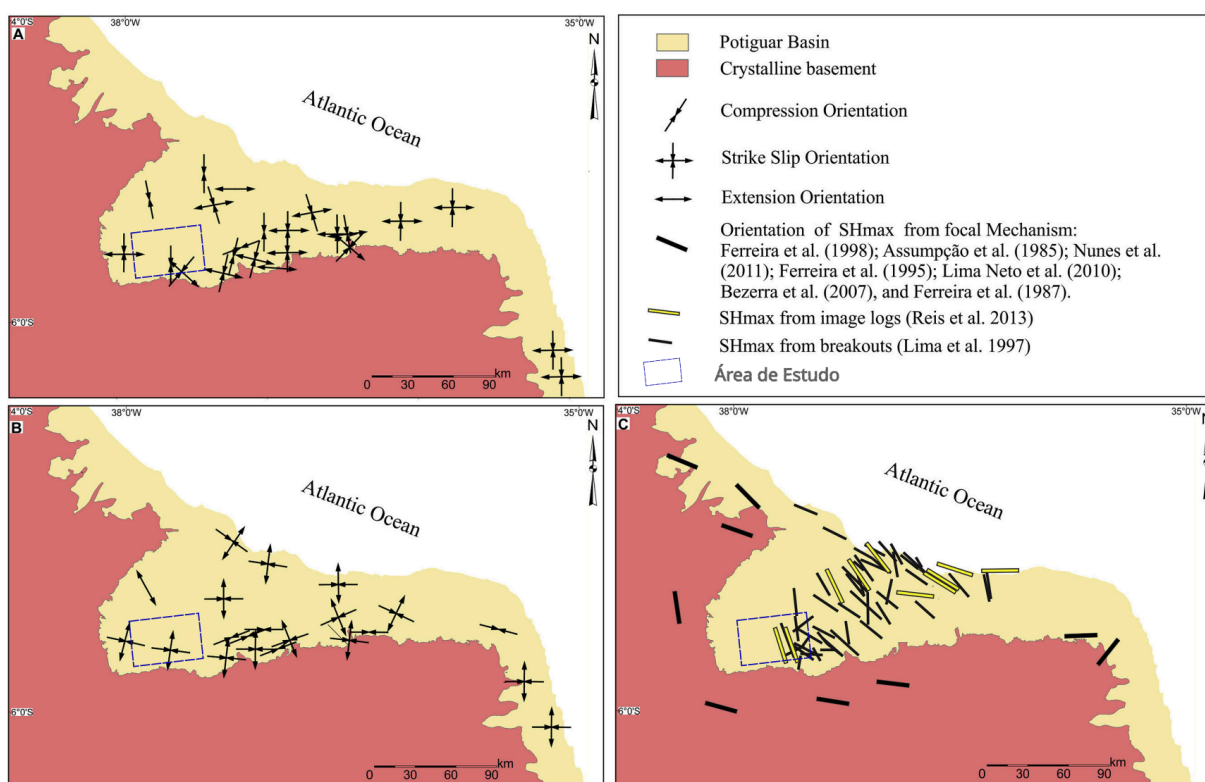 4°0'S
38°0'W
35°0'W
A
N
Atlantic Ocean
6°0'S
km
0 30 60 90
Potiguar Basin
Crystalline basement
Compression Orientation
Strike Slip Orientation
Extension Orientation
Orientation of SHmax from focal Mechanism:
Ferreira et al. (1998); Assumpção et al. (1985); Nunes et al.
(2011); Ferreira et al. (1995); Lima Neto et al. (2010);
Bezerra et al. (2007), and Ferreira et al. (1987).
SHmax from image logs (Reis et al. 2013)
SHmax from breakouts (Lima et al. 1997)
Área de Estudo
4°0'S
38°0'W
35°0'W
B
N
Atlantic Ocean
6°0'S
km
0 30 60 90
4°0'S
38°0'W
35°0'W
C
N
Atlantic Ocean
6°0'S
km
0 30 60 90